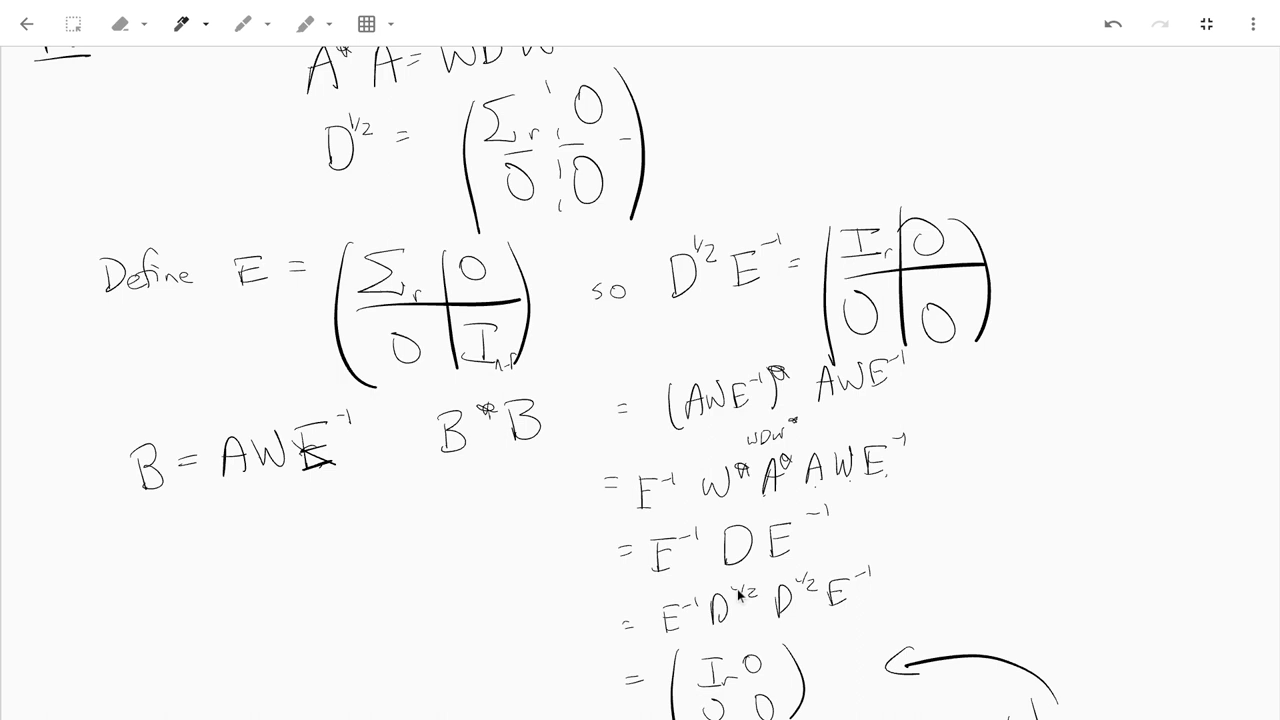 A* A = W D W
D^{1/2} = ( Σ_r 0
0 0 )
Define E = ( Σ_r 0
0 I_{n-r} ) so D^{1/2} E^{-1} = ( I_r 0
0 0 )
B = A W E^{-1} B* B = (AWE^{-1})* AWE^{-1}
WDW*
= E^{-1} W* A* A W E^{-1}
= E^{-1} D E^{-1}
= E^{-1} D^{1/2} D^{1/2} E^{-1}
= ( I_r 0
0 0 )